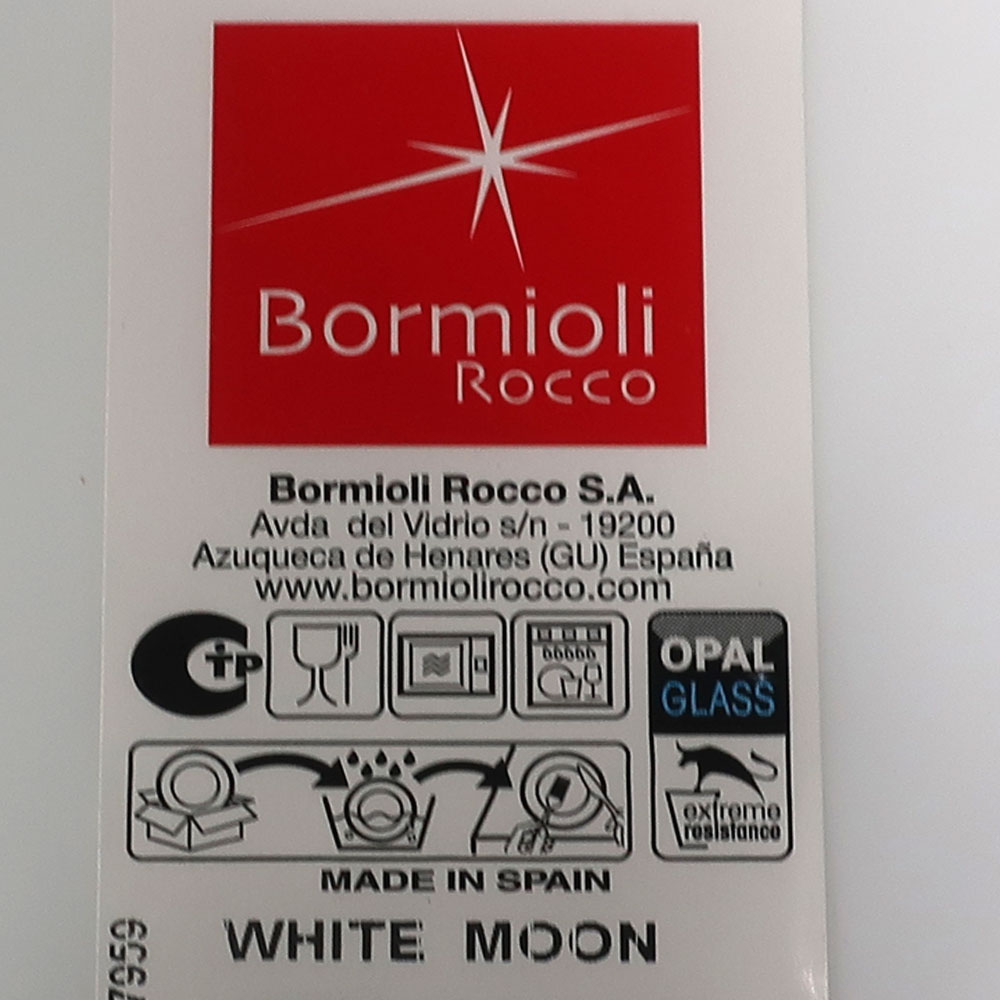 Bormioli
Rocco
Bormioli Rocco S.A.
Avda del Vidrio s/n - 19200
Azuqueca de Henares (GU) España
www.bormiolirocco.com
OPAL
GLASS
extreme
resistance
MADE IN SPAIN
WHITE MOON